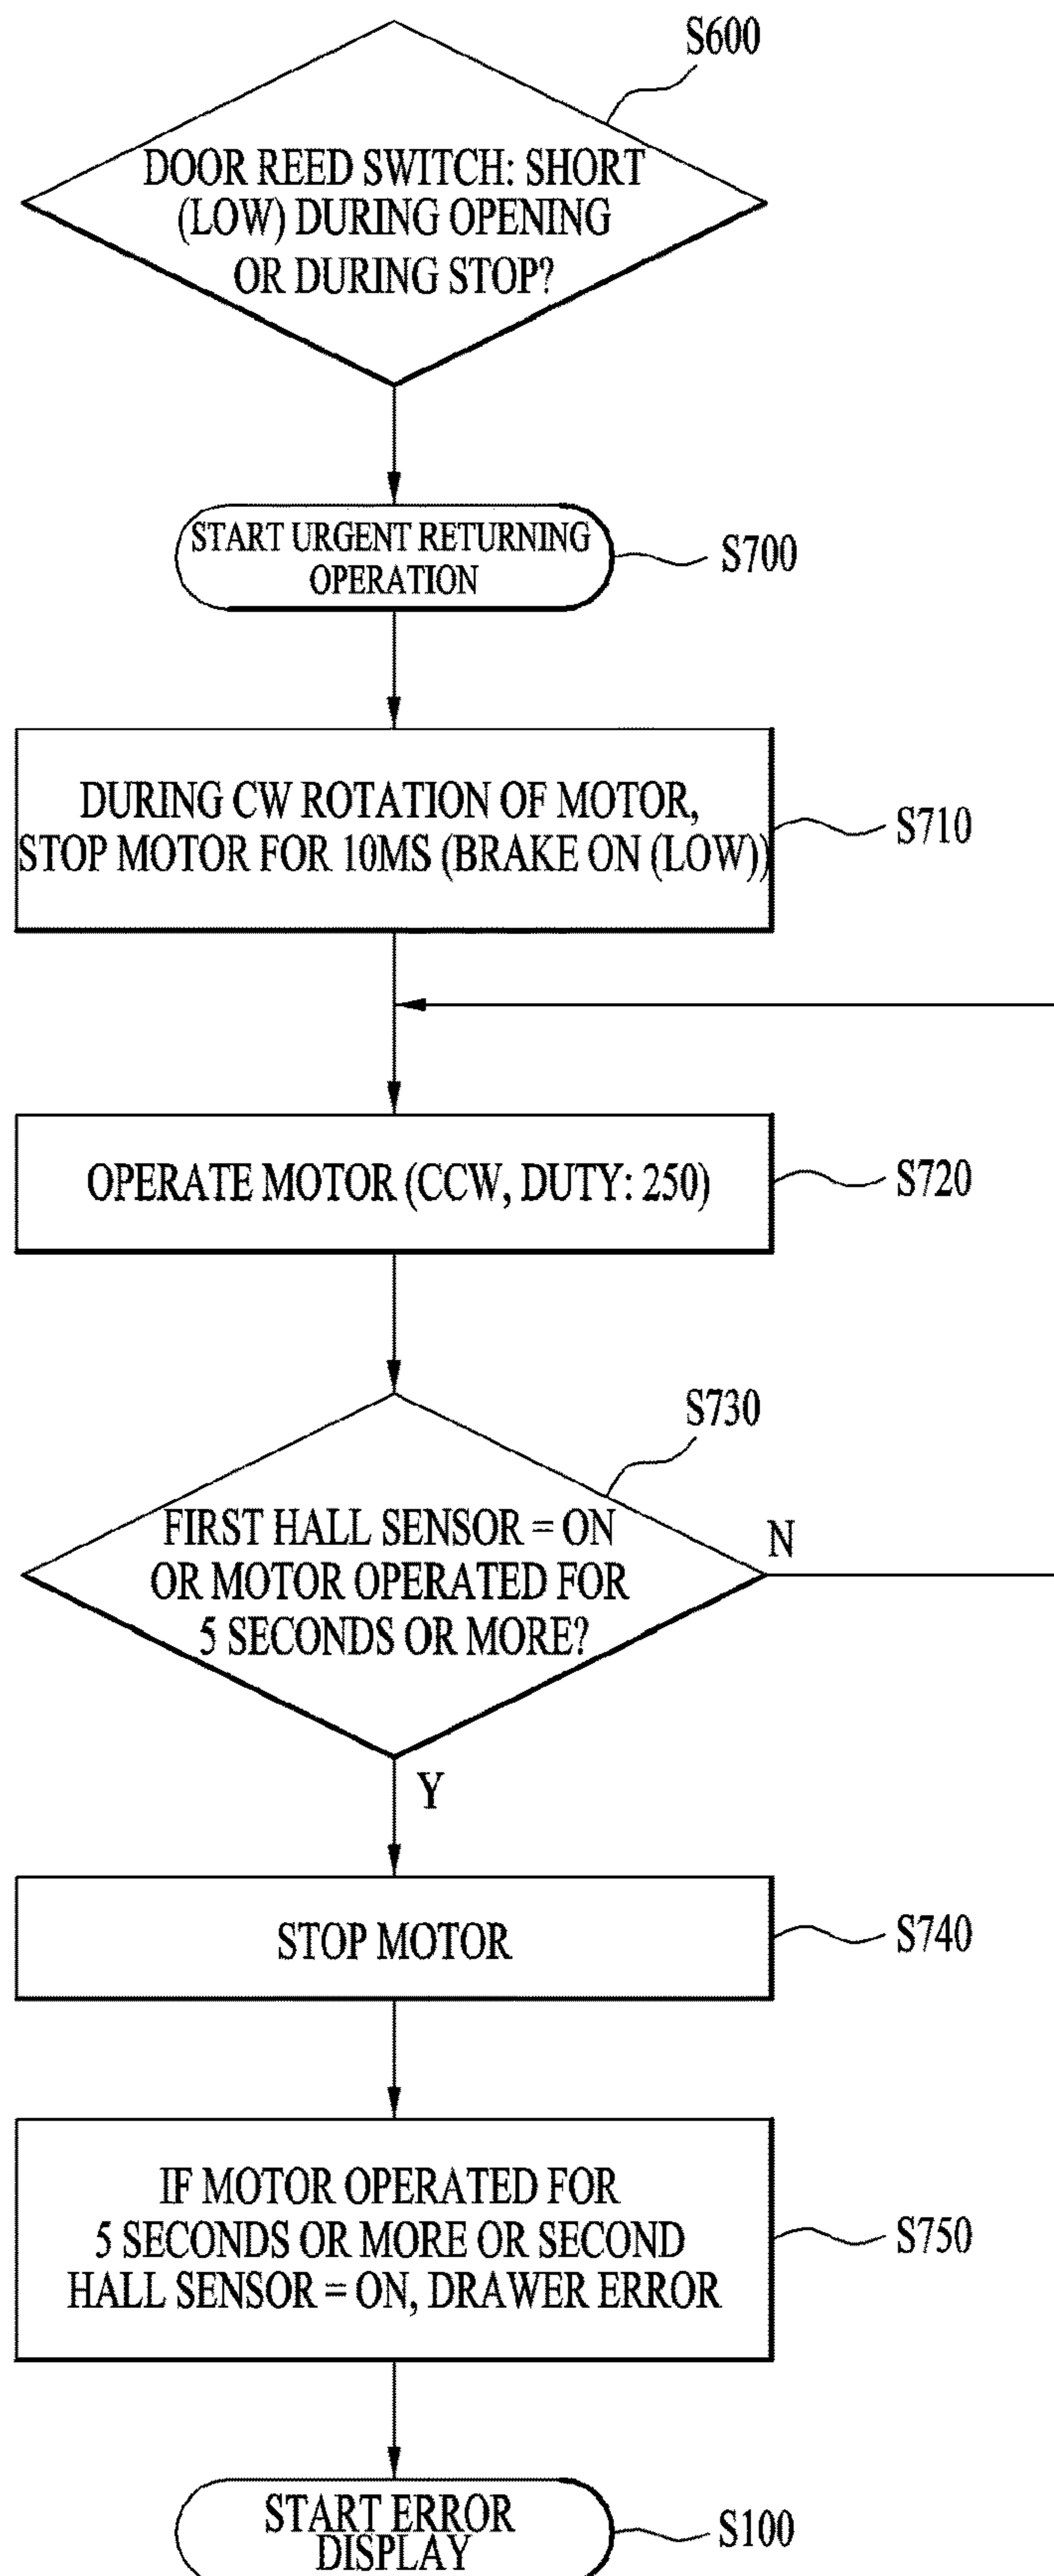 S600
DOOR REED SWITCH: SHORT
(LOW) DURING OPENING
OR DURING STOP?
START URGENT RETURNING
OPERATION
S700
DURING CW ROTATION OF MOTOR,
STOP MOTOR FOR 10MS (BRAKE ON (LOW))
S710
OPERATE MOTOR (CCW, DUTY: 250)
S720
S730
FIRST HALL SENSOR = ON
OR MOTOR OPERATED FOR
5 SECONDS OR MORE?
N
Y
STOP MOTOR
S740
IF MOTOR OPERATED FOR
5 SECONDS OR MORE OR SECOND
HALL SENSOR = ON, DRAWER ERROR
S750
START ERROR
DISPLAY
S100